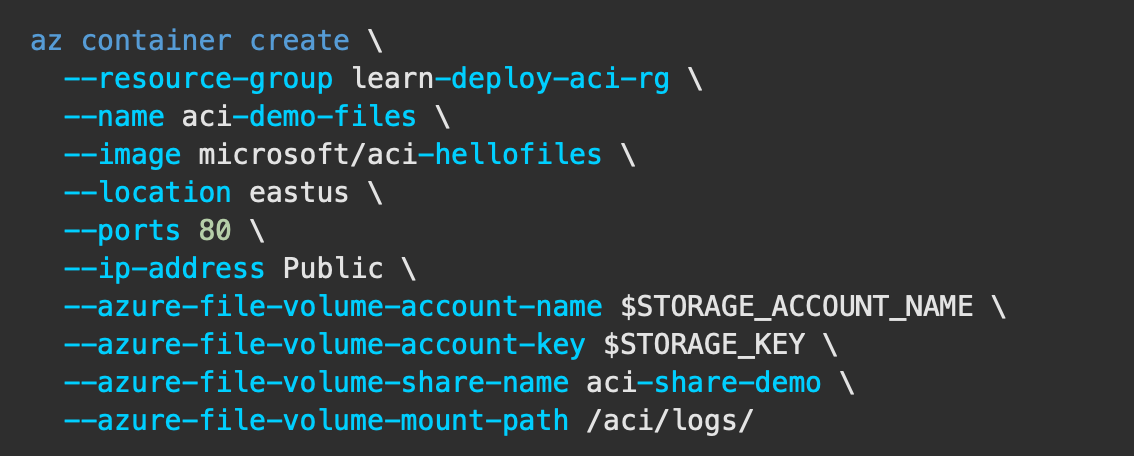 az container create \
  --resource-group learn-deploy-aci-rg \
  --name aci-demo-files \
  --image microsoft/aci-hellofiles \
  --location eastus \
  --ports 80 \
  --ip-address Public \
  --azure-file-volume-account-name $STORAGE_ACCOUNT_NAME \
  --azure-file-volume-account-key $STORAGE_KEY \
  --azure-file-volume-share-name aci-share-demo \
  --azure-file-volume-mount-path /aci/logs/